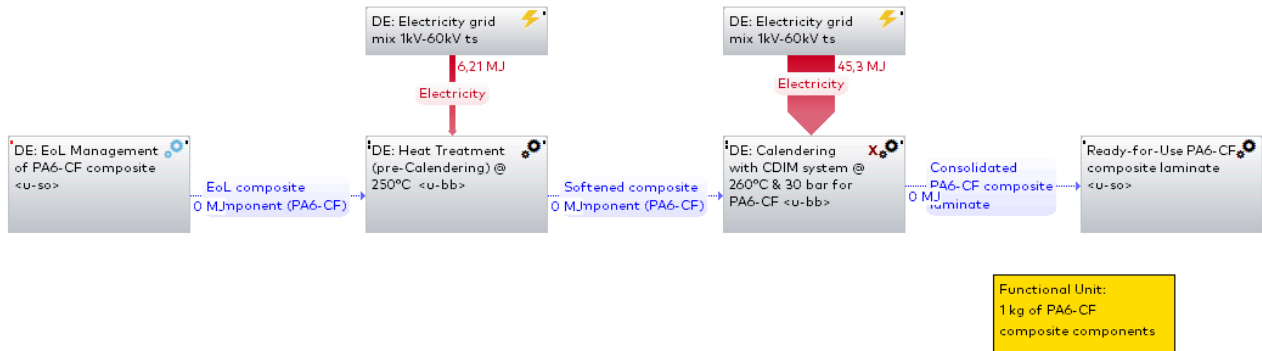 DE: Electricity grid
mix 1kV-60kV ts
6,21 MJ
Electricity
DE: Electricity grid
mix 1kV-60kV ts
45,3 MJ
Electricity
DE: EoL Management
of PA6-CF composite
<u-so>
EoL composite
0 MJ
(PA6-CF)
DE: Heat Treatment
(pre-Calendering) @
250°C <u-bb>
Softened composite
0 MJ
(PA6-CF)
DE: Calendering
with CDIM system @
260°C & 30 bar for
PA6-CF <u-bb>
X
Consolidated
PA6-CF composite
0 MJ
Ready-for-Use PA6-CF
composite laminate
<u-so>
Functional Unit:
1 kg of PA6-CF
composite components